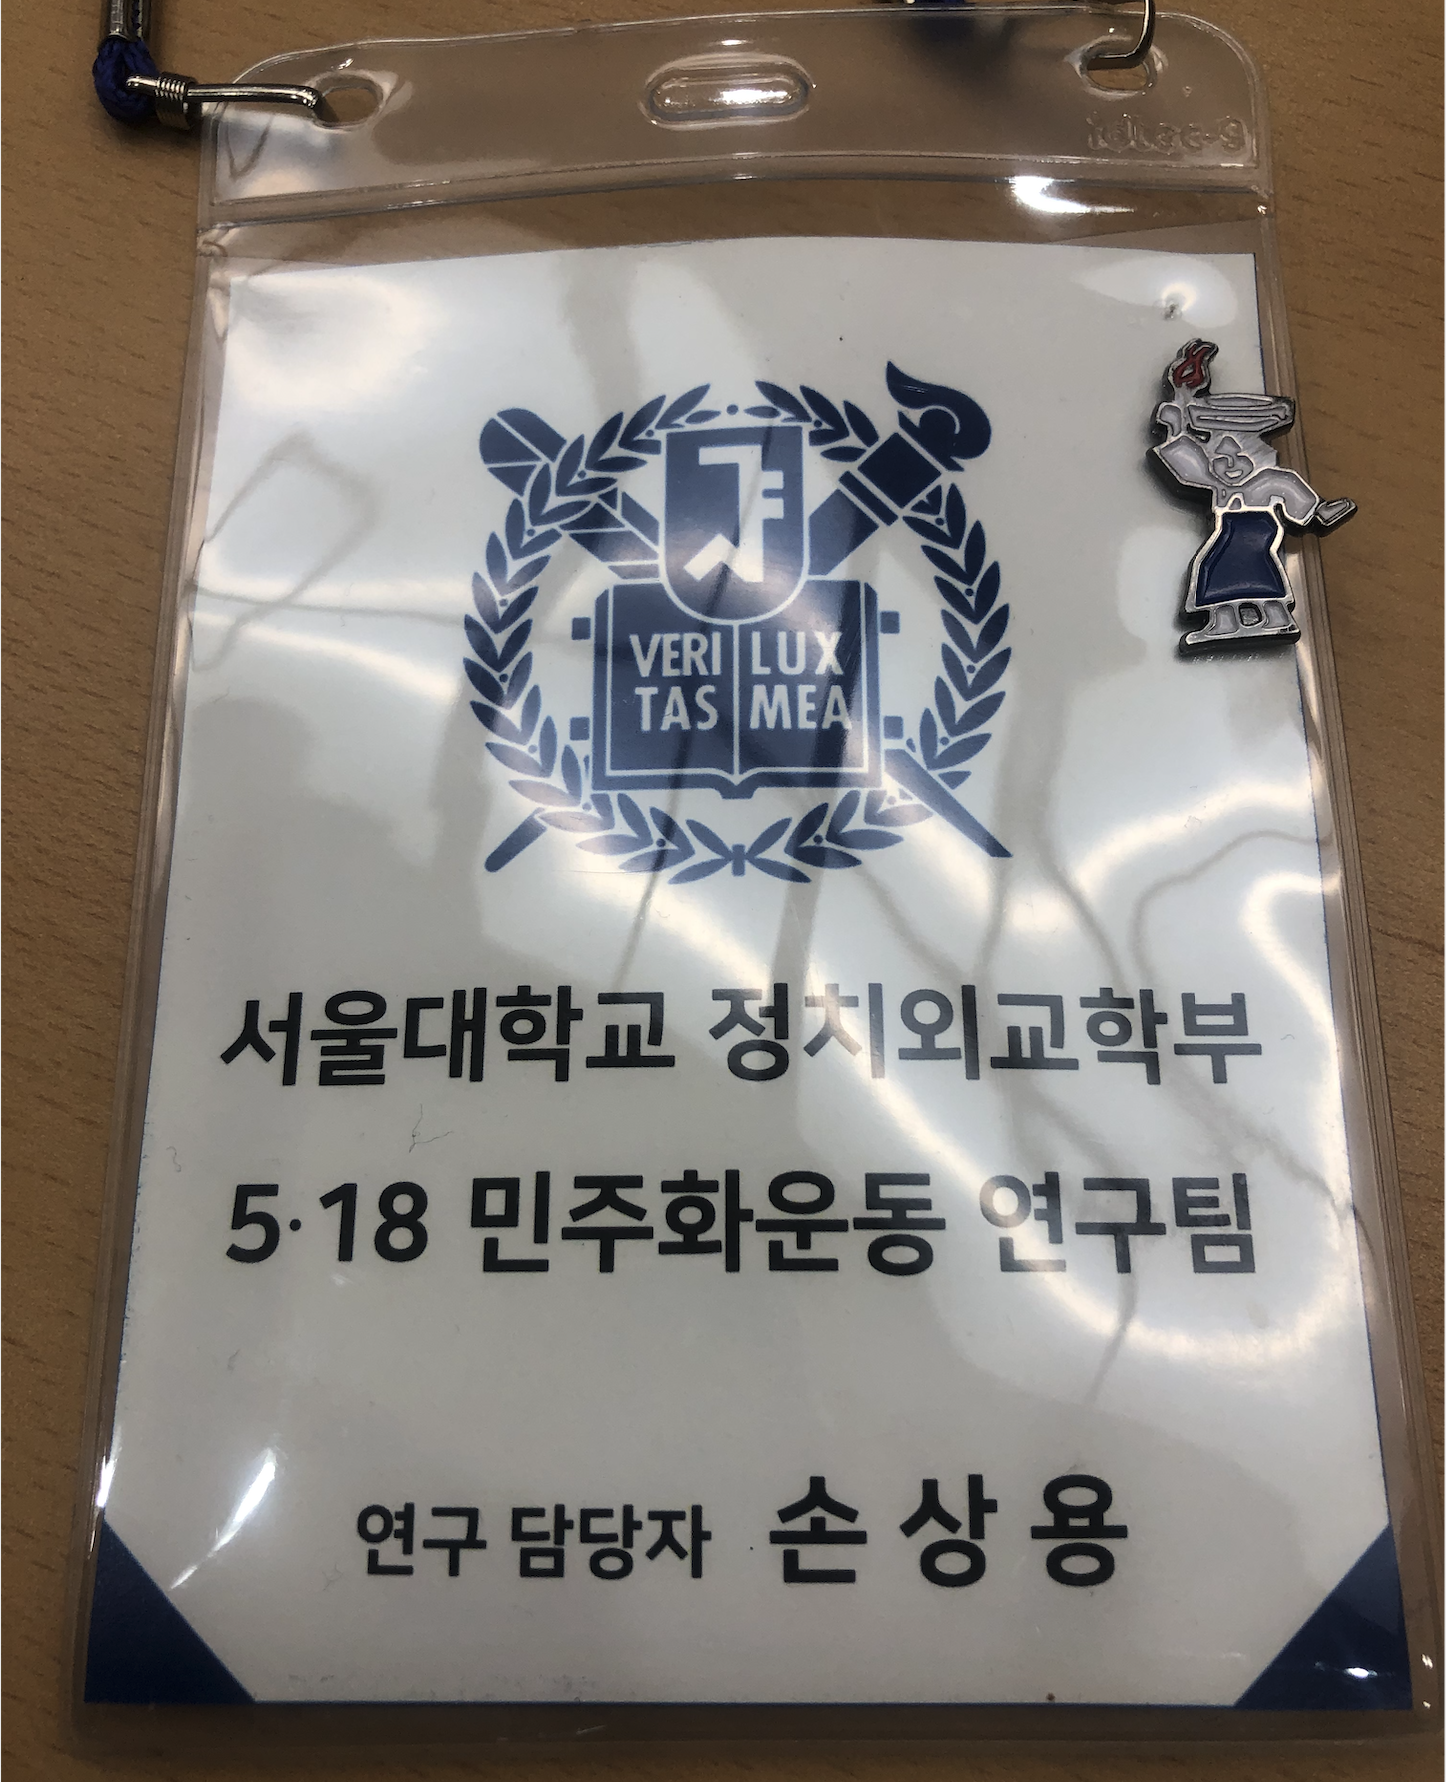 idtec-g
VERI LUX
TAS MEA
서울대학교 정치외교학부
5·18 민주화운동 연구팀
연구 담당자 손상용